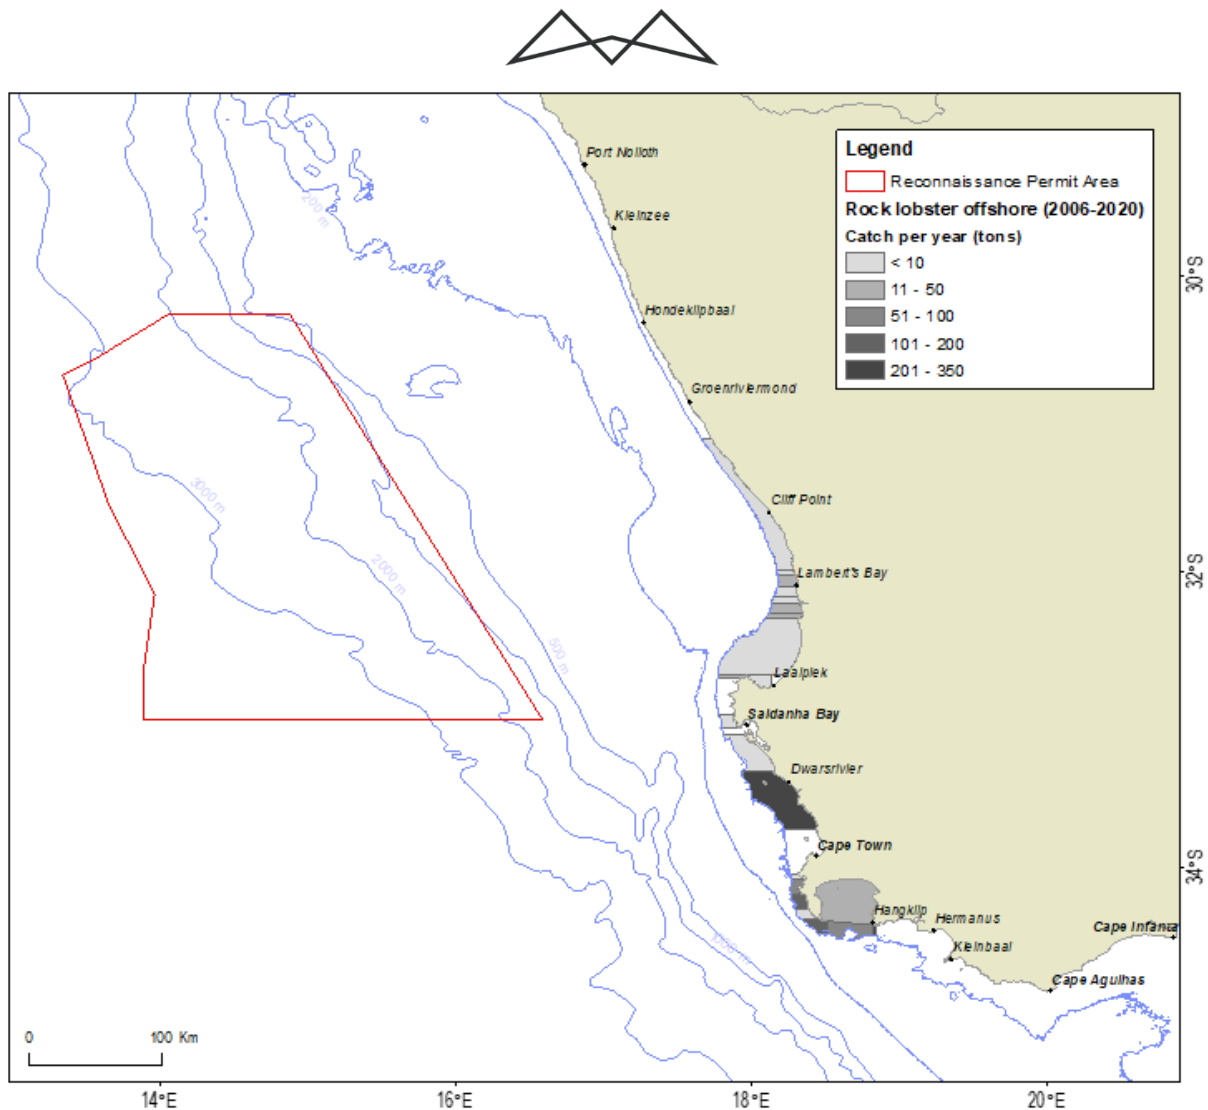 Legend
Reconnaissance Permit Area
Rock lobster offshore (2006-2020)
Catch per year (tons)
< 10
11 - 50
51 - 100
101 - 200
201 - 350
Port Nolloth
Kleinzee
Hondeklipbaai
Groenriviermond
Cliff Point
Lambert's Bay
Laaiplek
Saldanha Bay
Dwarsrivier
Cape Town
Hangklip
Hermanus
Kleinbaai
Cape Infanta
Cape Agulhas
200 m
3000 m
2000 m
500 m
1000 m
30°S
32°S
34°S
0 100 Km
14°E 16°E 18°E 20°E